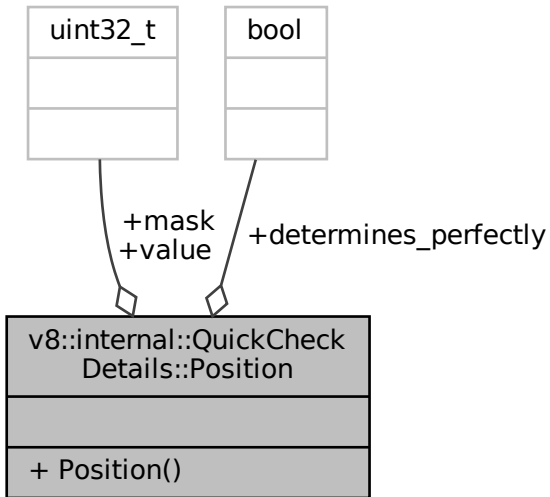 uint32_t
bool
+mask
+value
+determines_perfectly
v8::internal::QuickCheck
Details::Position
+ Position()